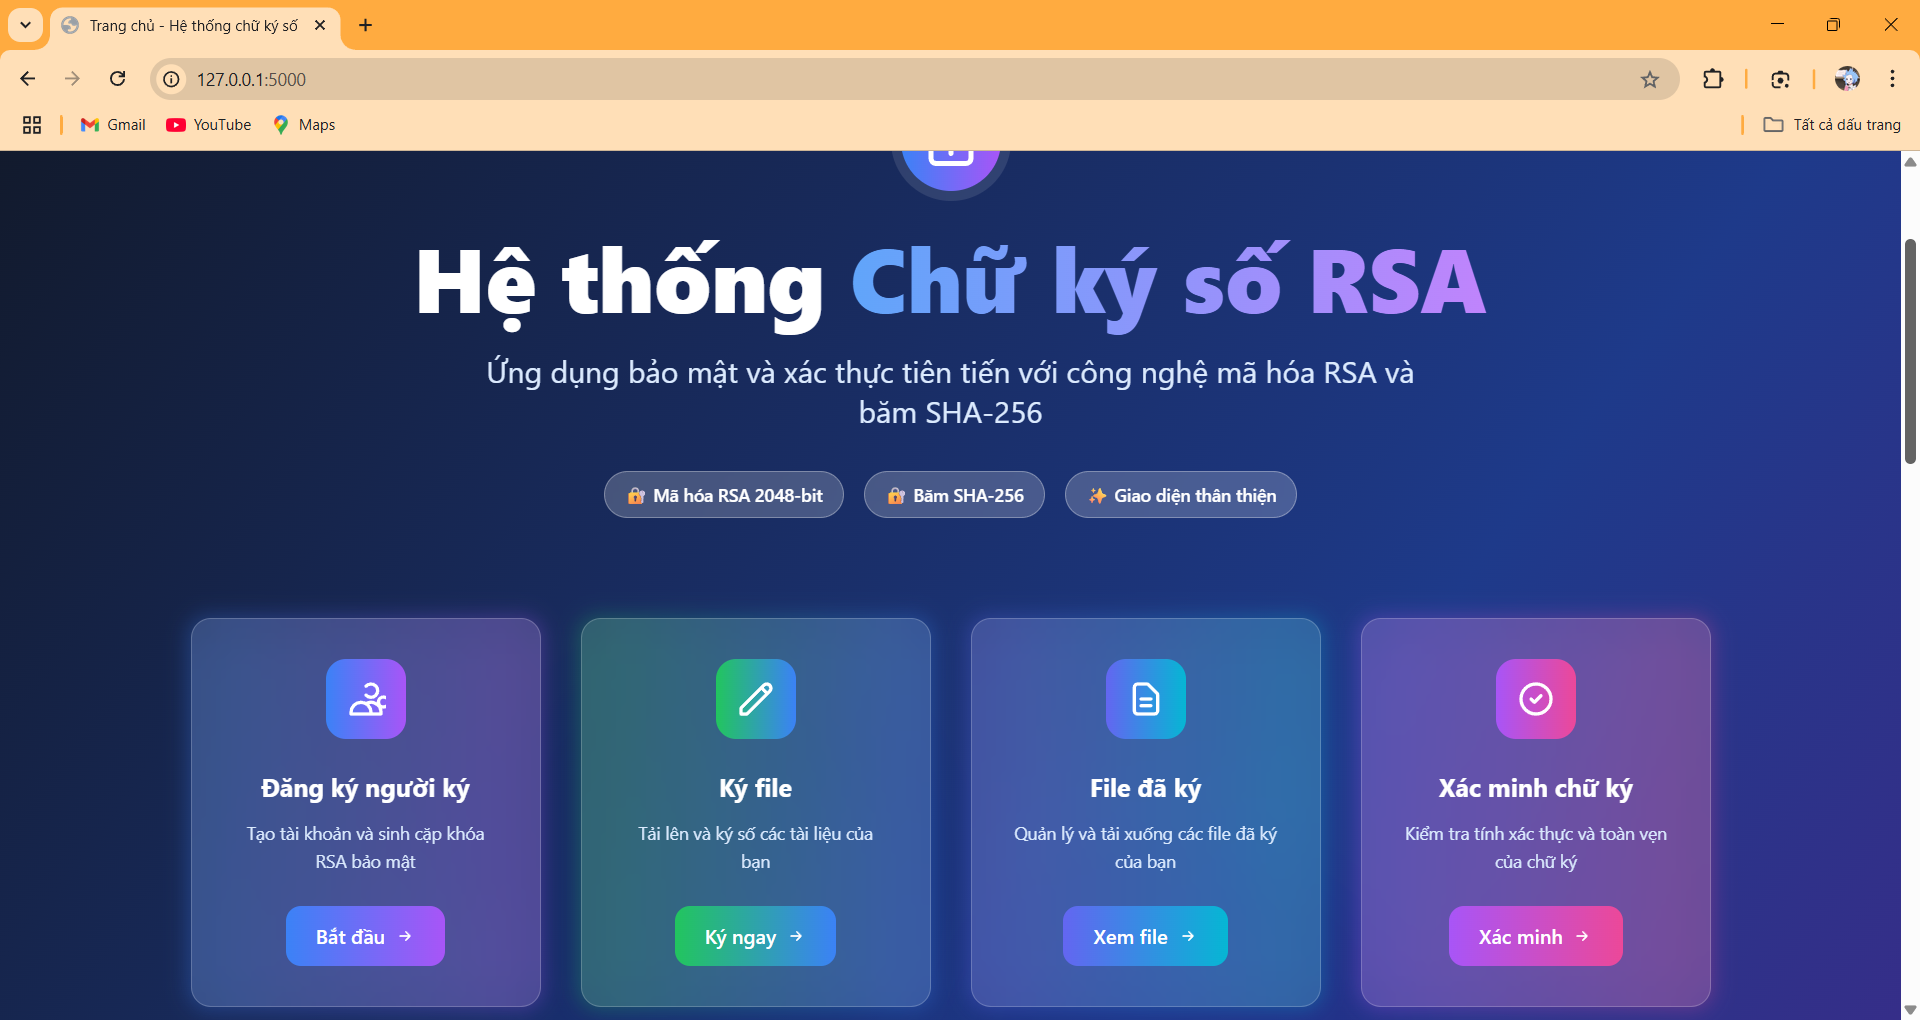 Trang chủ - Hệ thống chữ ký số
127.0.0.1:5000
Gmail
YouTube
Maps
Tất cả dấu trang
Hệ thống Chữ ký số RSA
Ứng dụng bảo mật và xác thực tiên tiến với công nghệ mã hóa RSA và
băm SHA-256
Mã hóa RSA 2048-bit
Băm SHA-256
Giao diện thân thiện
Đăng ký người ký
Tạo tài khoản và sinh cặp khóa
RSA bảo mật
Bắt đầu →
Ký file
Tải lên và ký số các tài liệu của
bạn
Ký ngay →
File đã ký
Quản lý và tải xuống các file đã ký
của bạn
Xem file →
Xác minh chữ ký
Kiểm tra tính xác thực và toàn vẹn
của chữ ký
Xác minh →